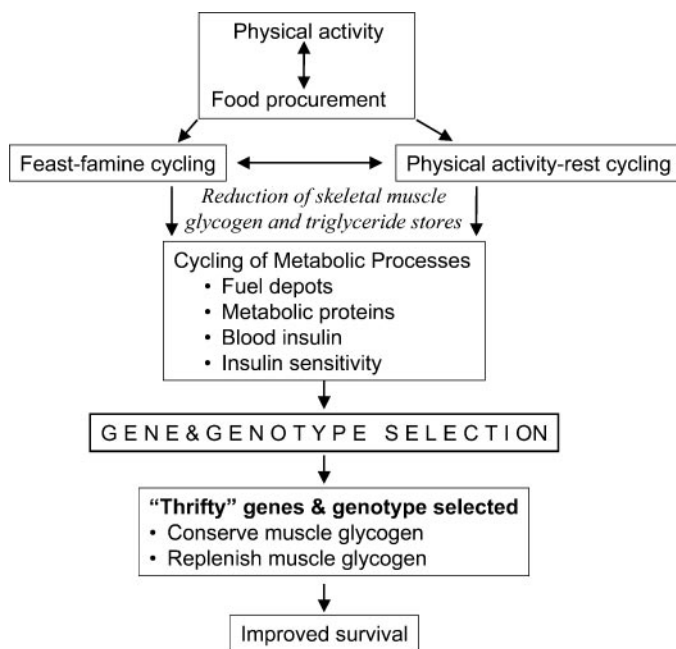 Physical activity
Food procurement
Feast-famine cycling
Physical activity-rest cycling
Reduction of skeletal muscle
glycogen and triglyceride stores
Cycling of Metabolic Processes
• Fuel depots
• Metabolic proteins
• Blood insulin
• Insulin sensitivity
GENE&GENOTYPE SELECTION
“Thrifty” genes & genotype selected
• Conserve muscle glycogen
• Replenish muscle glycogen
Improved survival